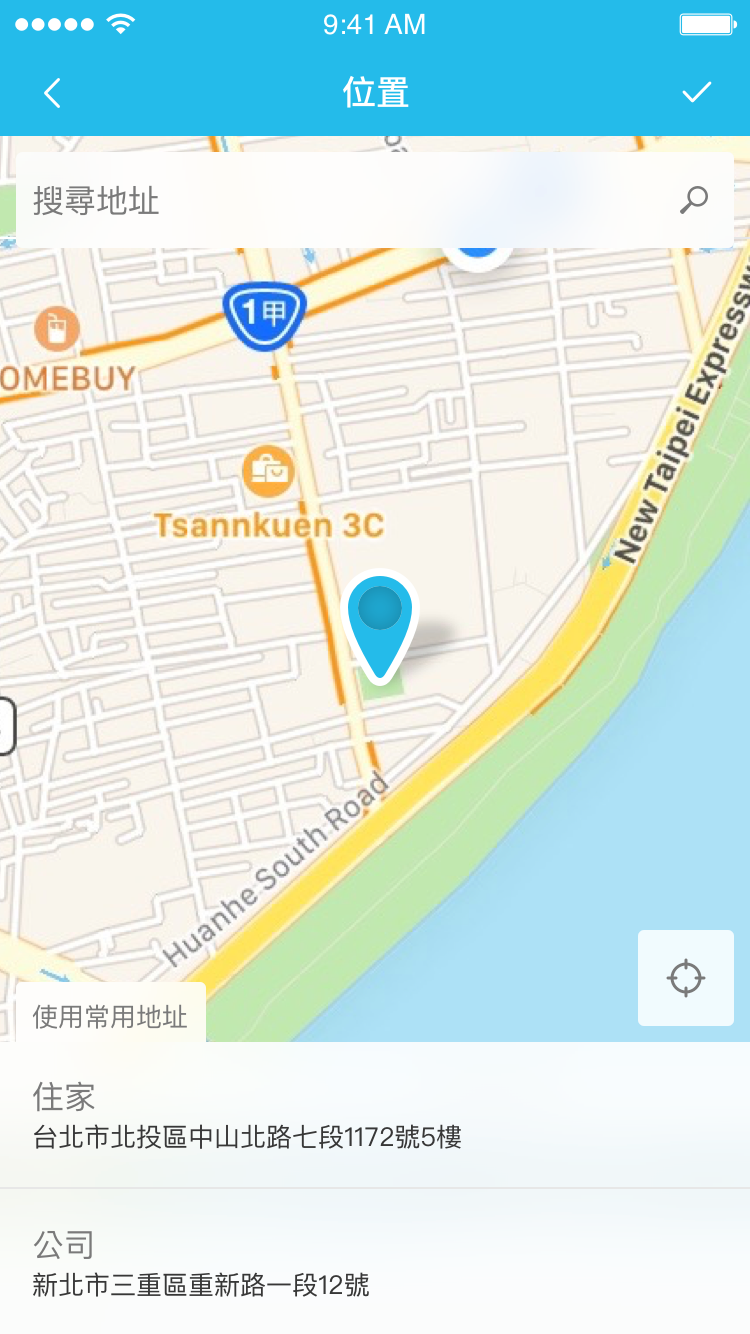 9:41 AM
位置
搜尋地址
1甲
OMEBUY
New Taipei Expressw
Tsannkuen 3C
Huanhe South Road
使用常用地址
住家
台北市北投區中山北路七段1172號5樓
公司
新北市三重區重新路一段12號